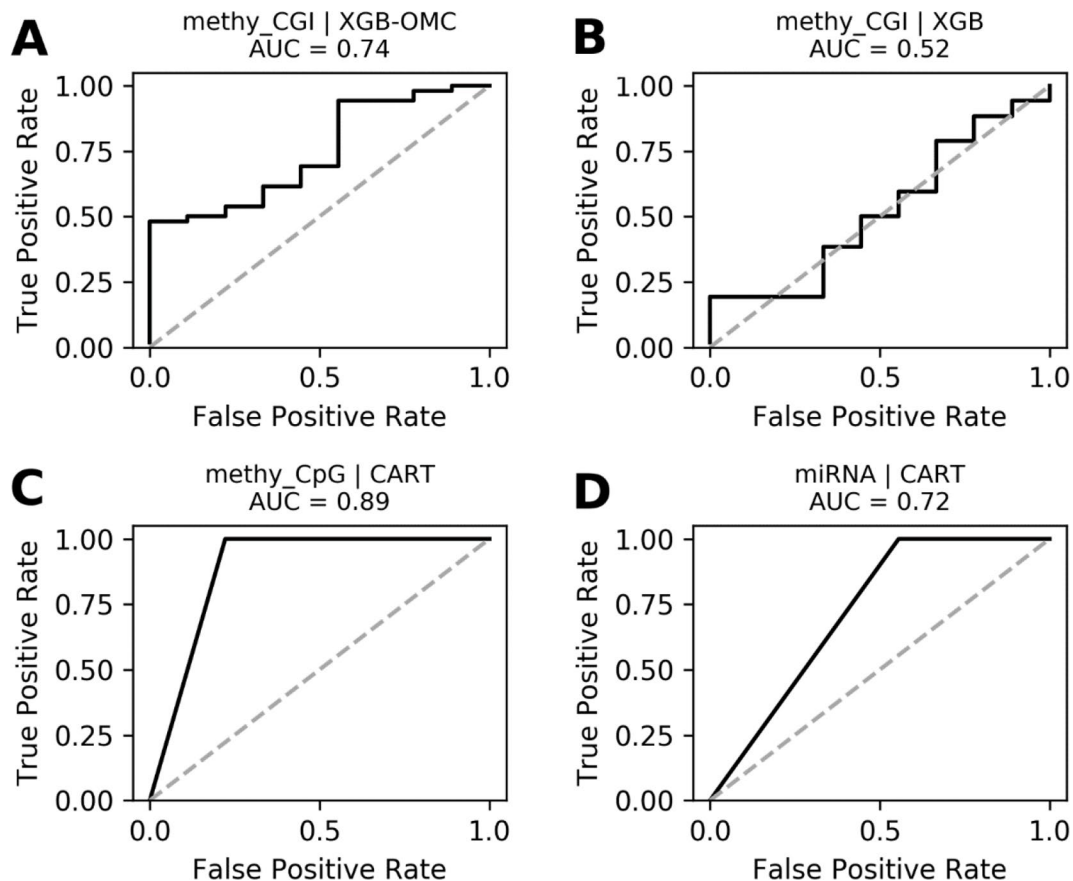 A
methy_CGI | XGB-OMC
AUC = 0.74
1.00
0.75
0.50
0.25
0.00
True Positive Rate
0.0
0.5
1.0
False Positive Rate
B
methy_CGI | XGB
AUC = 0.52
1.00
0.75
0.50
0.25
0.00
True Positive Rate
0.0
0.5
1.0
False Positive Rate
C
methy_CpG | CART
AUC = 0.89
1.00
0.75
0.50
0.25
0.00
True Positive Rate
0.0
0.5
1.0
False Positive Rate
D
miRNA | CART
AUC = 0.72
1.00
0.75
0.50
0.25
0.00
True Positive Rate
0.0
0.5
1.0
False Positive Rate